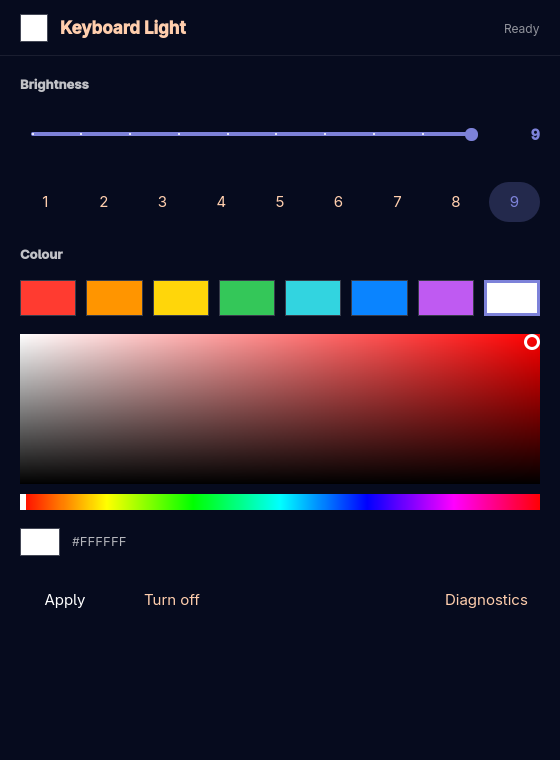 Keyboard Light
Ready
Brightness
9
1 2 3 4 5 6 7 8 9
Colour
#FFFFFF
Apply Turn off Diagnostics